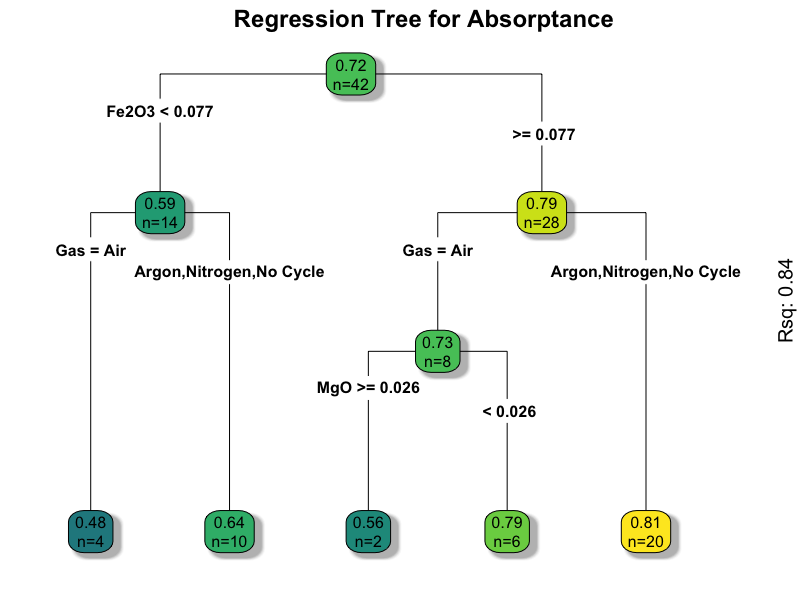 Regression Tree for Absorptance
0.72
n=42
Fe2O3 < 0.077
>= 0.077
0.59
n=14
0.79
n=28
Gas = Air
Argon,Nitrogen,No Cycle
Gas = Air
Argon,Nitrogen,No Cycle
0.73
n=8
MgO >= 0.026
< 0.026
0.48
n=4
0.64
n=10
0.56
n=2
0.79
n=6
0.81
n=20
Rsq: 0.84